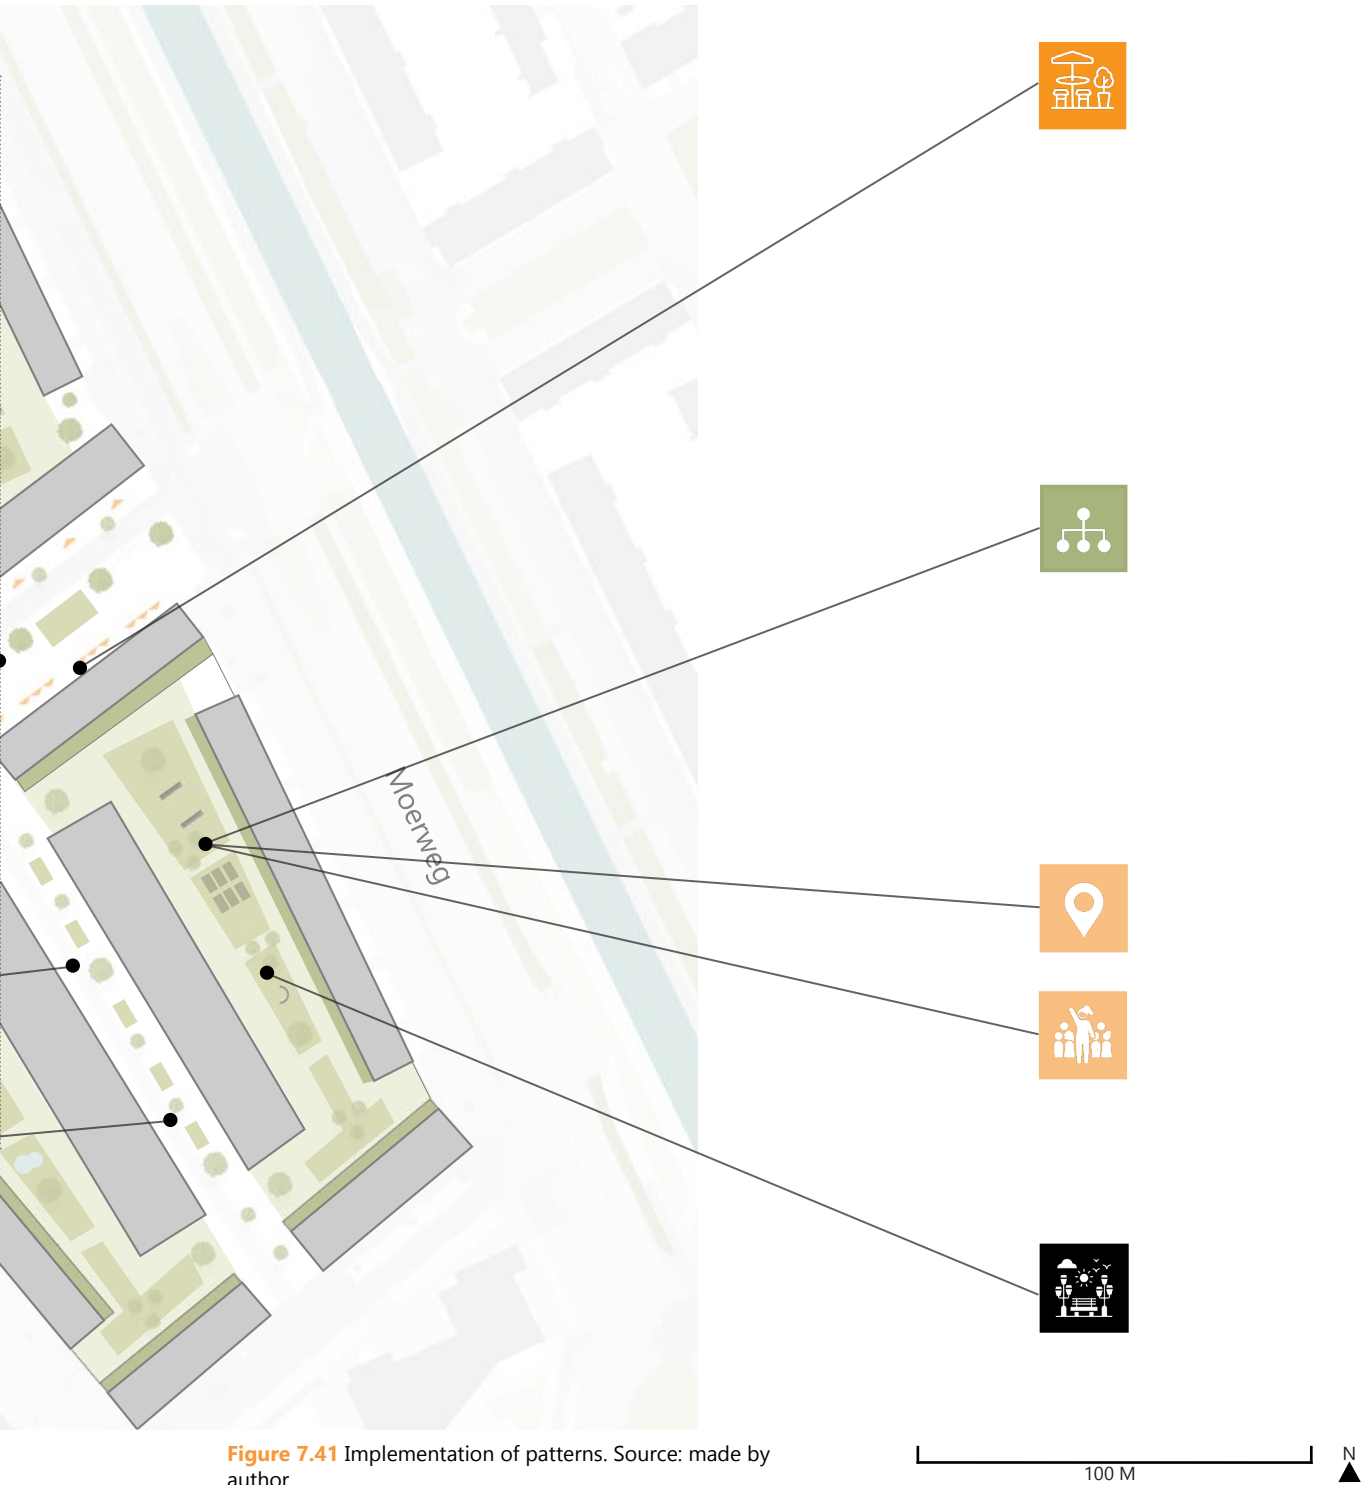 Moerweg
Figure 7.41 Implementation of patterns. Source: made by
author
100 M
N